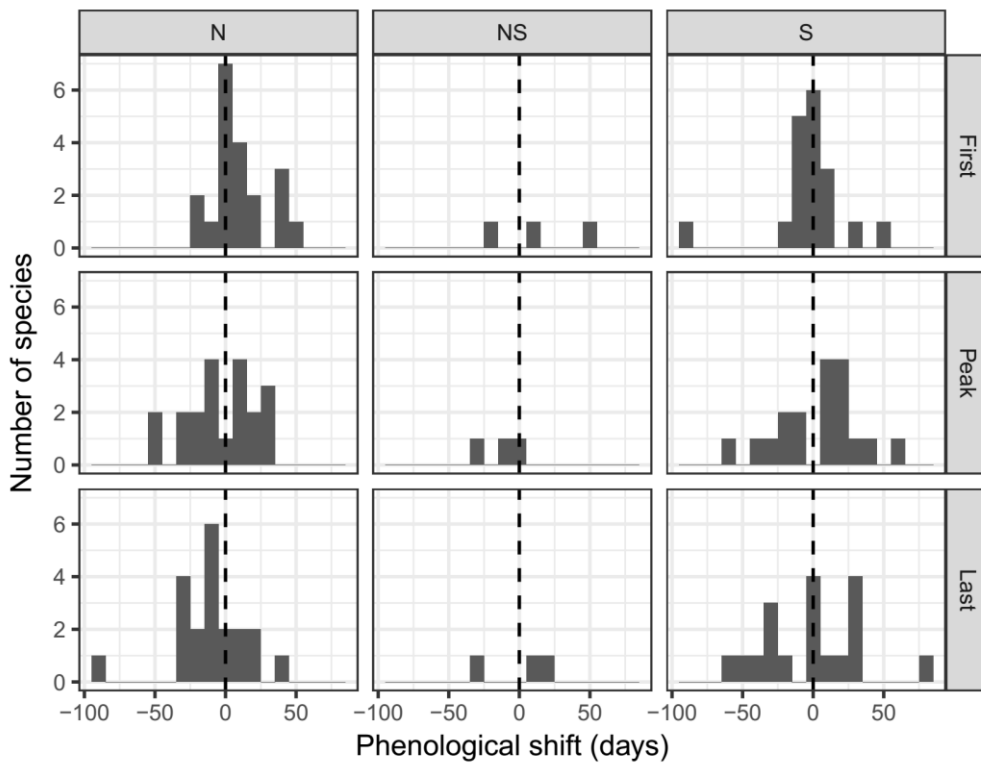 N NS S
Number of species
6
4
2
0
First
6
4
2
0
Peak
6
4
2
0
Last
−100 −50 0 50 −100 −50 0 50 −100 −50 0 50
Phenological shift (days)